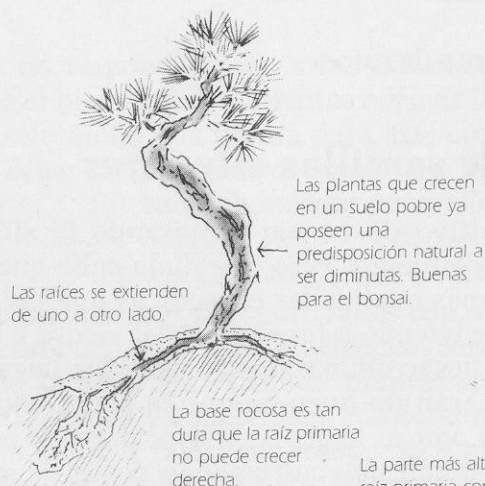 Las plantas que crecen
en un suelo pobre ya
poseen una
predisposición natural a
ser diminutas. Buenas
para el bonsai.
Las raíces se extienden
de uno a otro lado.
La base rocosa es tan
dura que la raíz primaria
no puede crecer
derecha.
La parte más alt
raíz primaria con